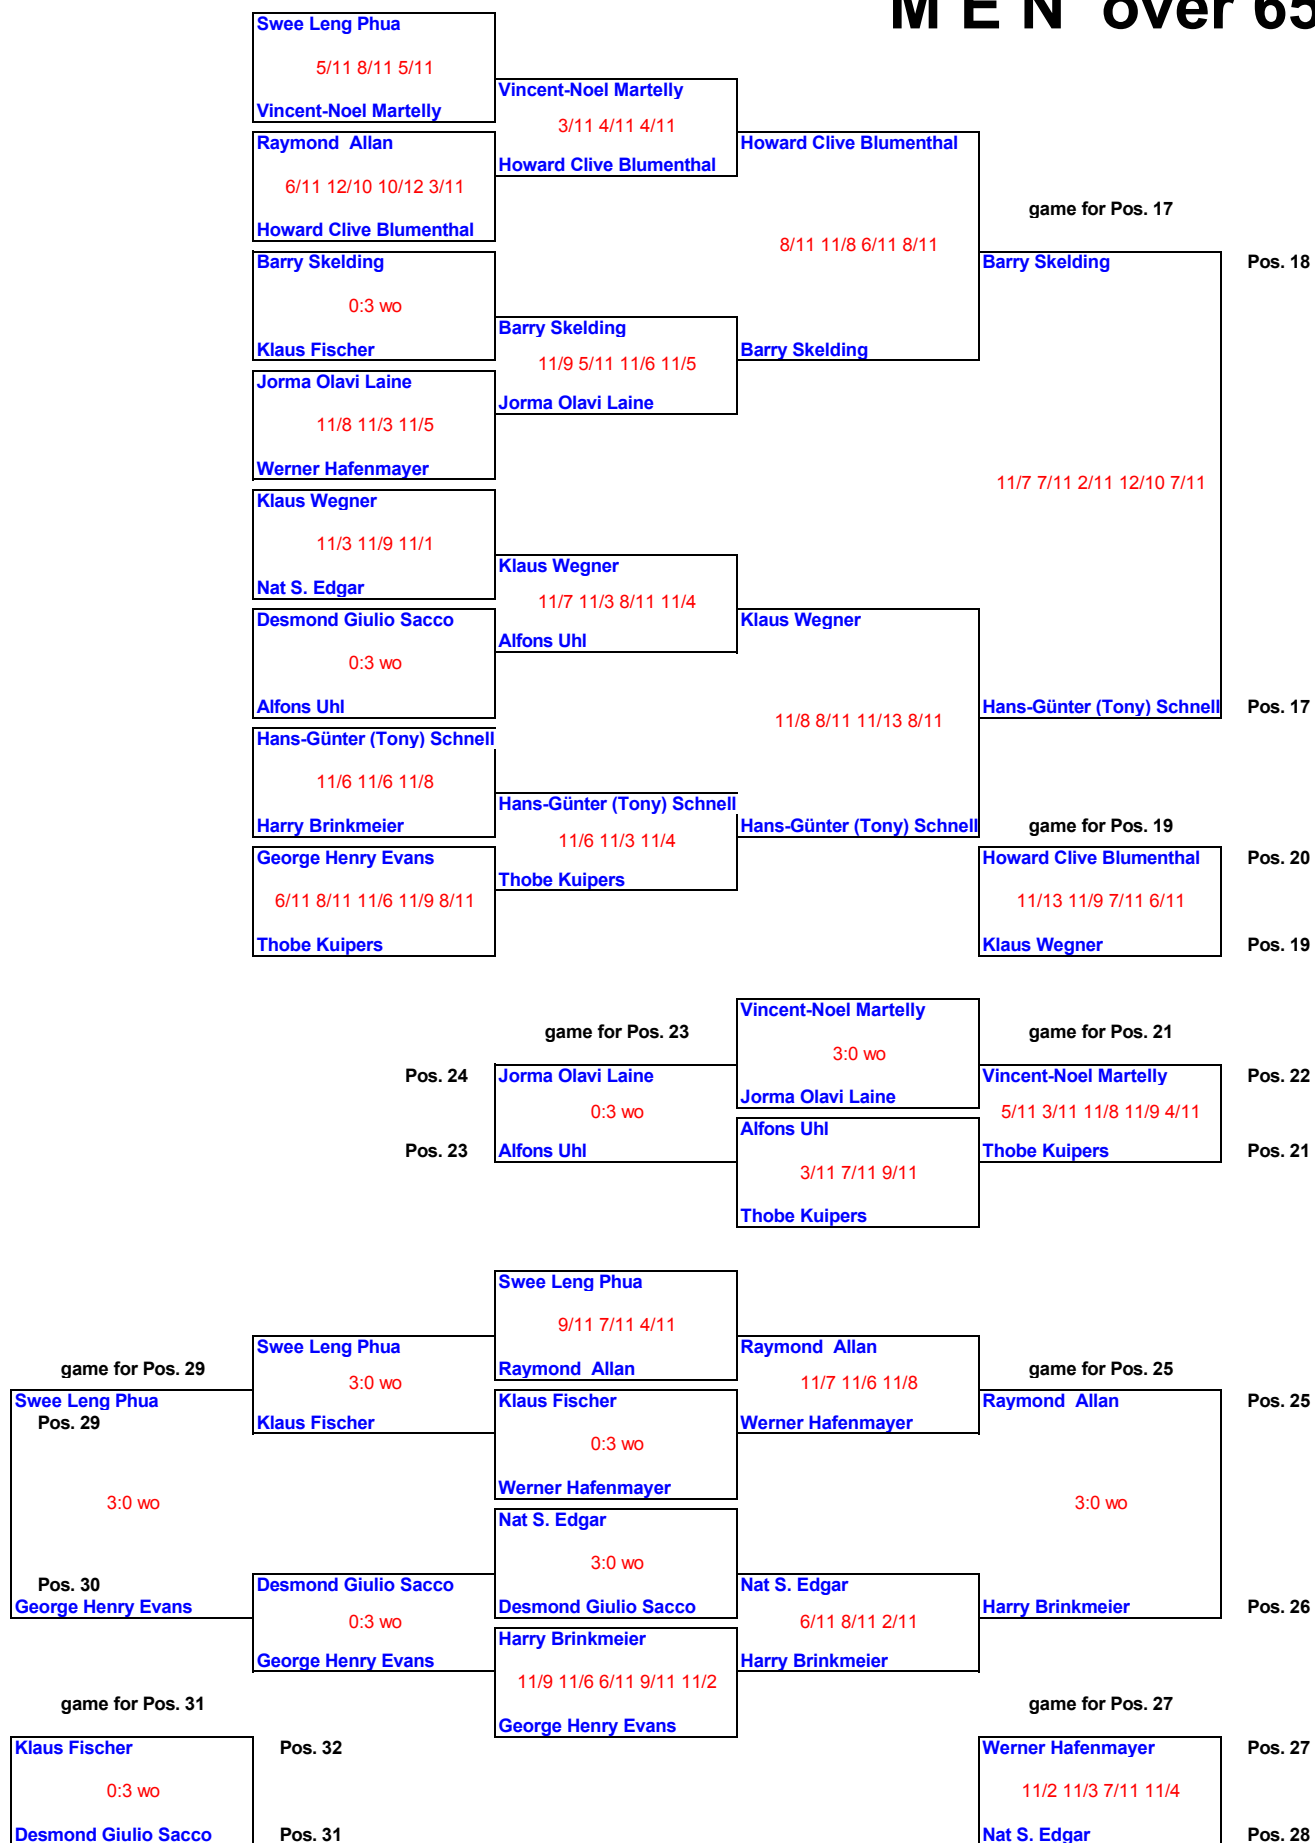 M E N over 65
Swee Leng Phua
5/11 8/11 5/11
Vincent-Noel Martelly
Vincent-Noel Martelly
3/11 4/11 4/11
Raymond Allan
Howard Clive Blumenthal
Howard Clive Blumenthal
6/11 12/10 10/12 3/11
game for Pos. 17
Howard Clive Blumenthal
8/11 11/8 6/11 8/11
Barry Skelding
Barry Skelding
Pos. 18
0:3 wo
Barry Skelding
Klaus Fischer
Barry Skelding
11/9 5/11 11/6 11/5
Jorma Olavi Laine
Jorma Olavi Laine
11/8 11/3 11/5
Werner Hafenmayer
11/7 7/11 2/11 12/10 7/11
Klaus Wegner
11/3 11/9 11/1
Klaus Wegner
Nat S. Edgar
11/7 11/3 8/11 11/4
Desmond Giulio Sacco
Klaus Wegner
Alfons Uhl
0:3 wo
Alfons Uhl
Hans-Günter (Tony) Schnell
Pos. 17
11/8 8/11 11/13 8/11
Hans-Günter (Tony) Schnell
11/6 11/6 11/8
Hans-Günter (Tony) Schnell
Harry Brinkmeier
Hans-Günter (Tony) Schnell
game for Pos. 19
11/6 11/3 11/4
George Henry Evans
Howard Clive Blumenthal
Pos. 20
Thobe Kuipers
6/11 8/11 11/6 11/9 8/11
11/13 11/9 7/11 6/11
Thobe Kuipers
Klaus Wegner
Pos. 19
Vincent-Noel Martelly
game for Pos. 23
game for Pos. 21
3:0 wo
Pos. 24
Jorma Olavi Laine
Vincent-Noel Martelly
Pos. 22
Jorma Olavi Laine
0:3 wo
5/11 3/11 11/8 11/9 4/11
Alfons Uhl
Pos. 23
Alfons Uhl
Thobe Kuipers
Pos. 21
3/11 7/11 9/11
Thobe Kuipers
Swee Leng Phua
9/11 7/11 4/11
Swee Leng Phua
Raymond Allan
game for Pos. 29
Raymond Allan
game for Pos. 25
3:0 wo
11/7 11/6 11/8
Swee Leng Phua
Klaus Fischer
Raymond Allan
Pos. 25
Pos. 29
Klaus Fischer
Werner Hafenmayer
0:3 wo
Werner Hafenmayer
3:0 wo
3:0 wo
Nat S. Edgar
3:0 wo
Pos. 30
Desmond Giulio Sacco
Nat S. Edgar
George Henry Evans
Desmond Giulio Sacco
Harry Brinkmeier
Pos. 26
0:3 wo
6/11 8/11 2/11
Harry Brinkmeier
George Henry Evans
Harry Brinkmeier
11/9 11/6 6/11 9/11 11/2
game for Pos. 31
game for Pos. 27
George Henry Evans
Klaus Fischer
Pos. 32
Werner Hafenmayer
Pos. 27
0:3 wo
11/2 11/3 7/11 11/4
Desmond Giulio Sacco
Pos. 31
Nat S. Edgar
Pos. 28